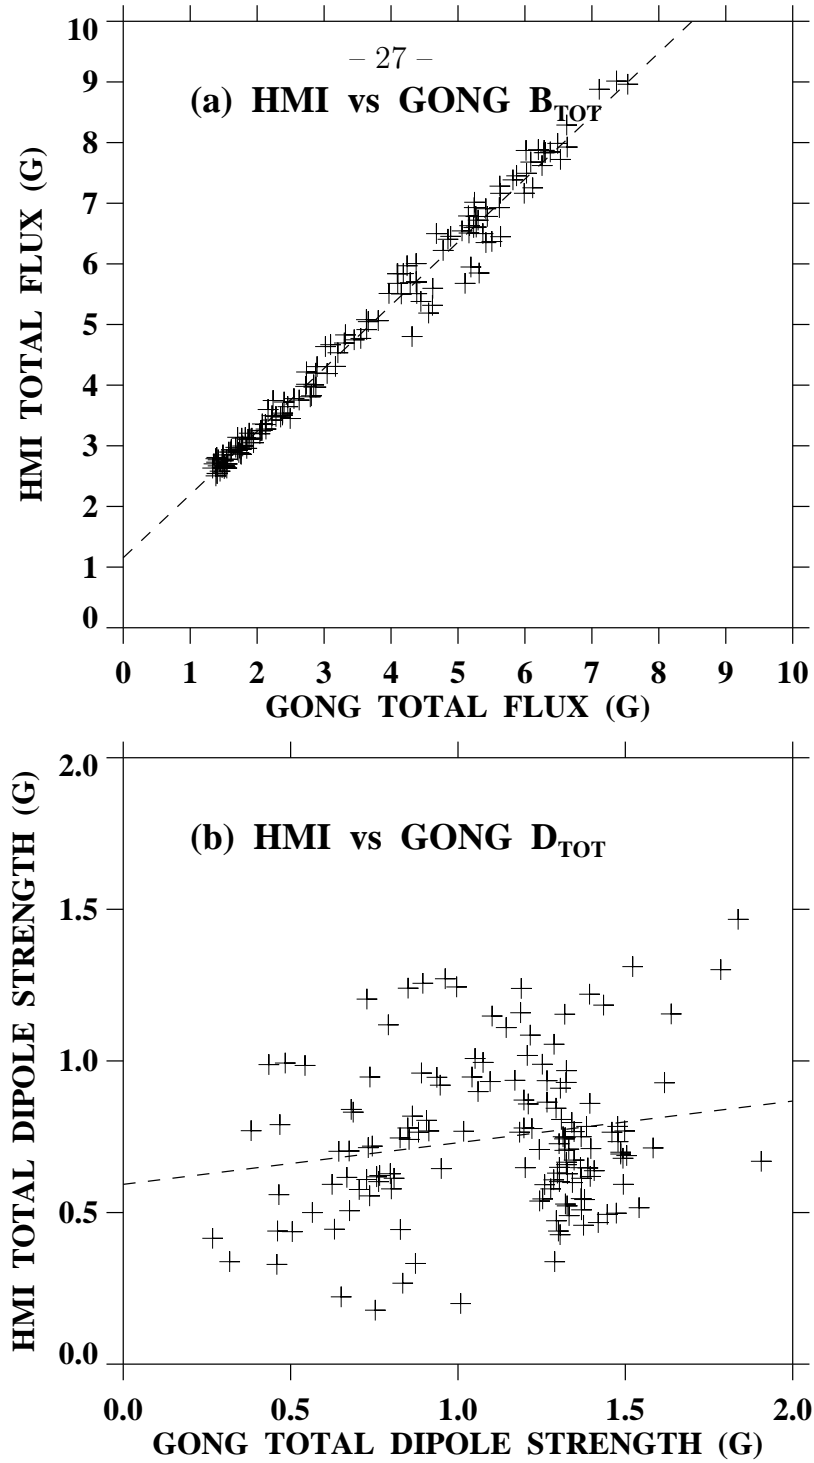 10
– 27 –
9
(a) HMI vs GONG B_TOT
8
7
6
5
4
3
2
1
0
HMI TOTAL FLUX (G)
0 1 2 3 4 5 6 7 8 9 10
GONG TOTAL FLUX (G)
2.0
(b) HMI vs GONG D_TOT
1.5
1.0
0.5
0.0
HMI TOTAL DIPOLE STRENGTH (G)
0.0 0.5 1.0 1.5 2.0
GONG TOTAL DIPOLE STRENGTH (G)